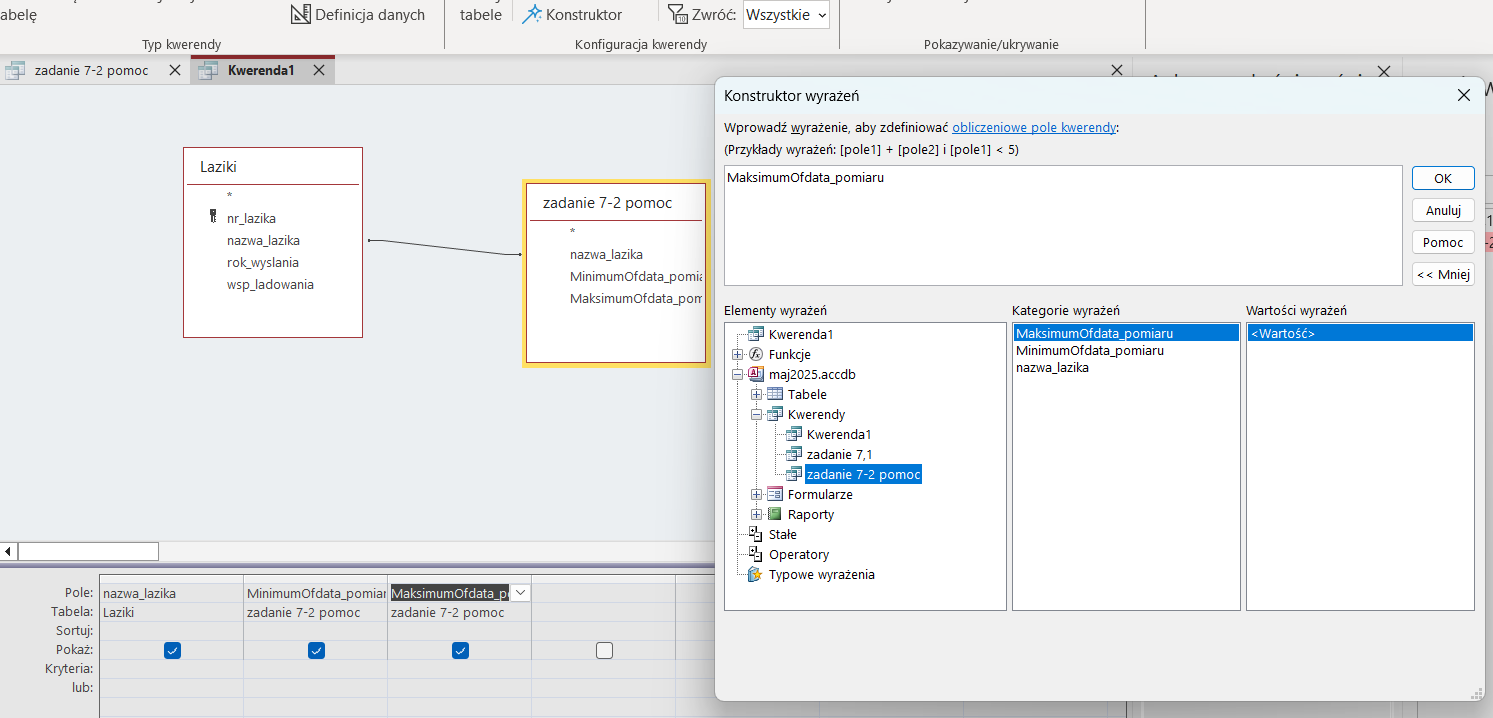 abelę
Definicja danych
tabele
Konstruktor
Zwróć:
Wszystkie
Typ kwerendy
Konfiguracja kwerendy
Pokazywanie/ukrywanie
zadanie 7-2 pomoc
Kwerenda1
Laziki
*
nr_lazika
nazwa_lazika
rok_wyslania
wsp_ladowania
zadanie 7-2 pomoc
*
nazwa_lazika
MinimumOfdata_pomia
MaksimumOfdata_pom
Pole:
nazwa_lazika
MinimumOfdata_pomiar
MaksimumOfdata_p
Tabela:
Laziki
zadanie 7-2 pomoc
zadanie 7-2 pomoc
Sortuj:
Pokaż:
Kryteria:
lub:
Konstruktor wyrażeń
Wprowadź wyrażenie, aby zdefiniować obliczeniowe pole kwerendy:
(Przykłady wyrażeń: [pole1] + [pole2] i [pole1] < 5)
MaksimumOfdata_pomiaru
OK
Anuluj
Pomoc
<< Mniej
Elementy wyrażeń
Kwerenda1
Funkcje
maj2025.accdb
Tabele
Kwerendy
Kwerenda1
zadanie 7,1
zadanie 7-2 pomoc
Formularze
Raporty
Stałe
Operatory
Typowe wyrażenia
Kategorie wyrażeń
MaksimumOfdata_pomiaru
MinimumOfdata_pomiaru
nazwa_lazika
Wartości wyrażeń
<Wartość>